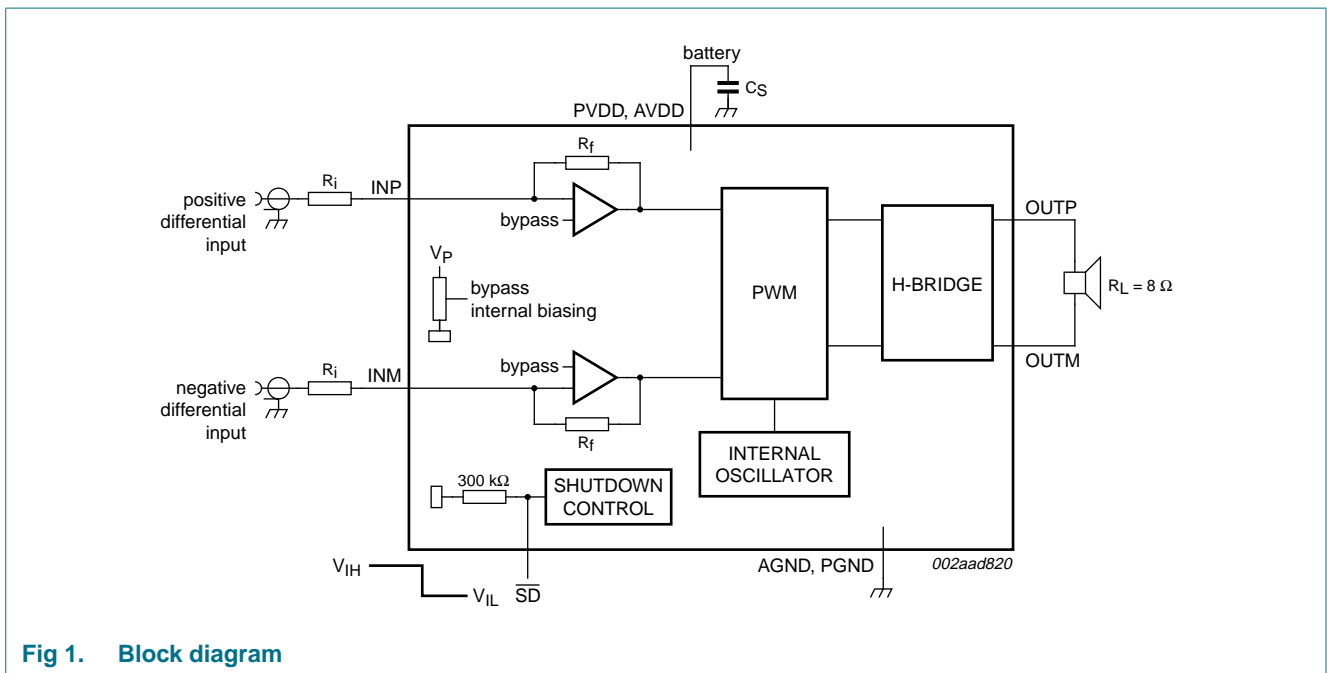 battery
CS
PVDD, AVDD
Rf
Ri
INP
positive
differential
input
bypass
OUTP
VP
bypass
internal biasing
PWM
H-BRIDGE
RL = 8 Ω
bypass
OUTM
Ri
INM
negative
differential
input
Rf
INTERNAL
OSCILLATOR
300 kΩ
SHUTDOWN
CONTROL
VIH
VIL
SD
AGND, PGND
002aad820
Fig 1. Block diagram